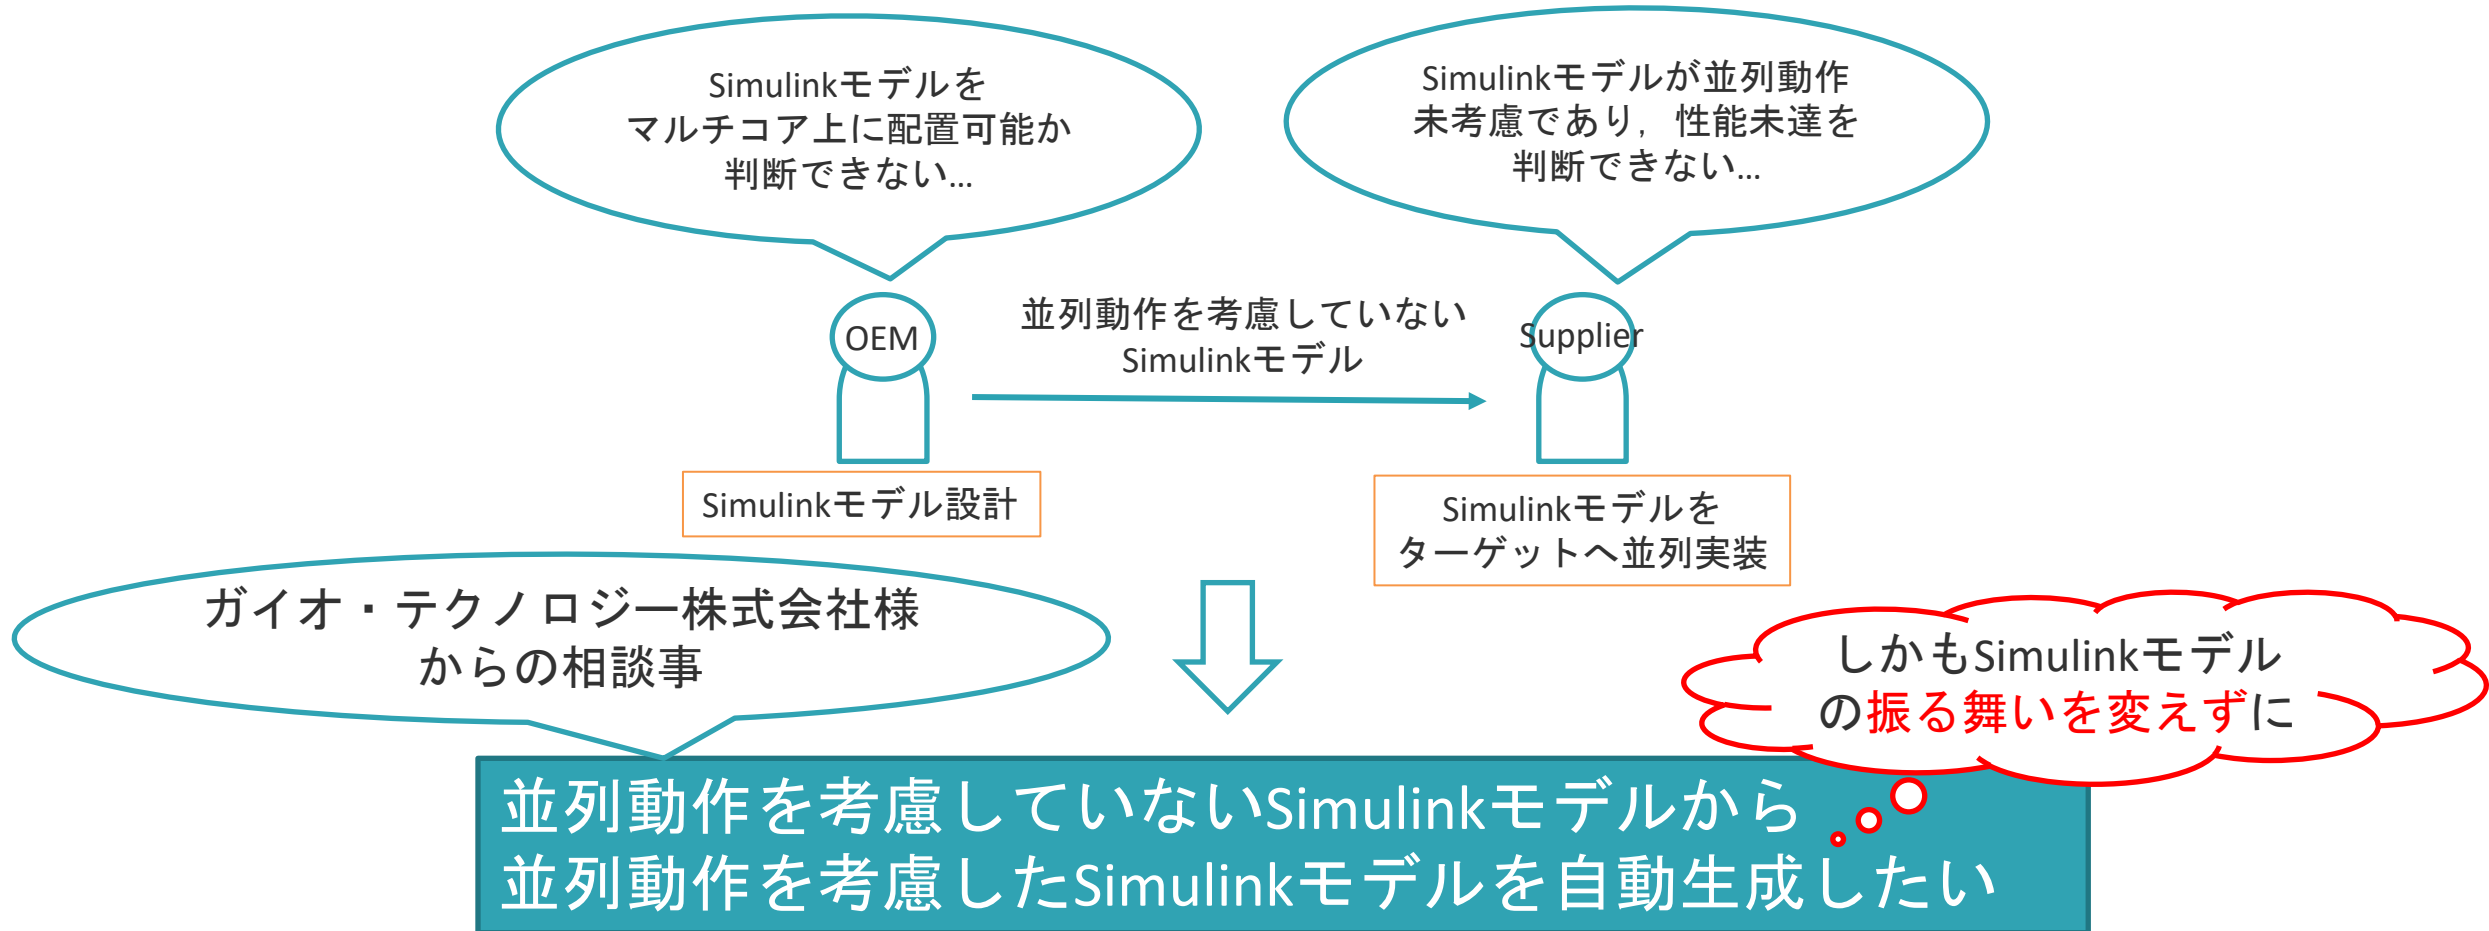 Simulinkモデルを
マルチコア上に配置可能か
判断できない…
Simulinkモデルが並列動作
未考慮であり，性能未達を
判断できない…
OEM
並列動作を考慮していない
Simulinkモデル
Supplier
Simulinkモデル設計
Simulinkモデルを
ターゲットへ並列実装
ガイオ・テクノロジー株式会社様
からの相談事
しかもSimulinkモデル
の振る舞いを変えずに
並列動作を考慮していないSimulinkモデルから
並列動作を考慮したSimulinkモデルを自動生成したい